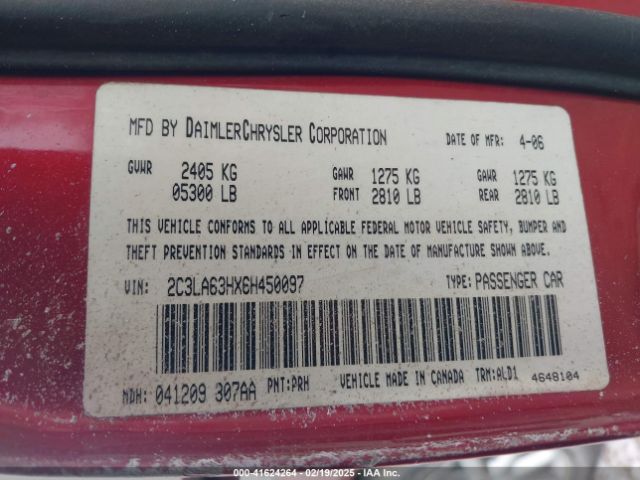 MFD BY DAIMLERCHRYSLER CORPORATION DATE OF MFR: 4-06
GVWR 2405 KG GAWR 1275 KG GAWR 1275 KG
05300 LB FRONT 2810 LB REAR 2810 LB
THIS VEHICLE CONFORMS TO ALL APPLICABLE FEDERAL MOTOR VEHICLE SAFETY, BUMPER AND
THEFT PREVENTION STANDARDS IN EFFECT ON THE DATE OF MANUFACTURE SHOWN ABOVE.
VIN: 2C3LA63HX6H450097 TYPE: PASSENGER CAR
MDH: 041209 307AA PNT: PRH VEHICLE MADE IN CANADA TRM: ALD1 4648104
000-41624264 - 02/19/2025 - IAA Inc.